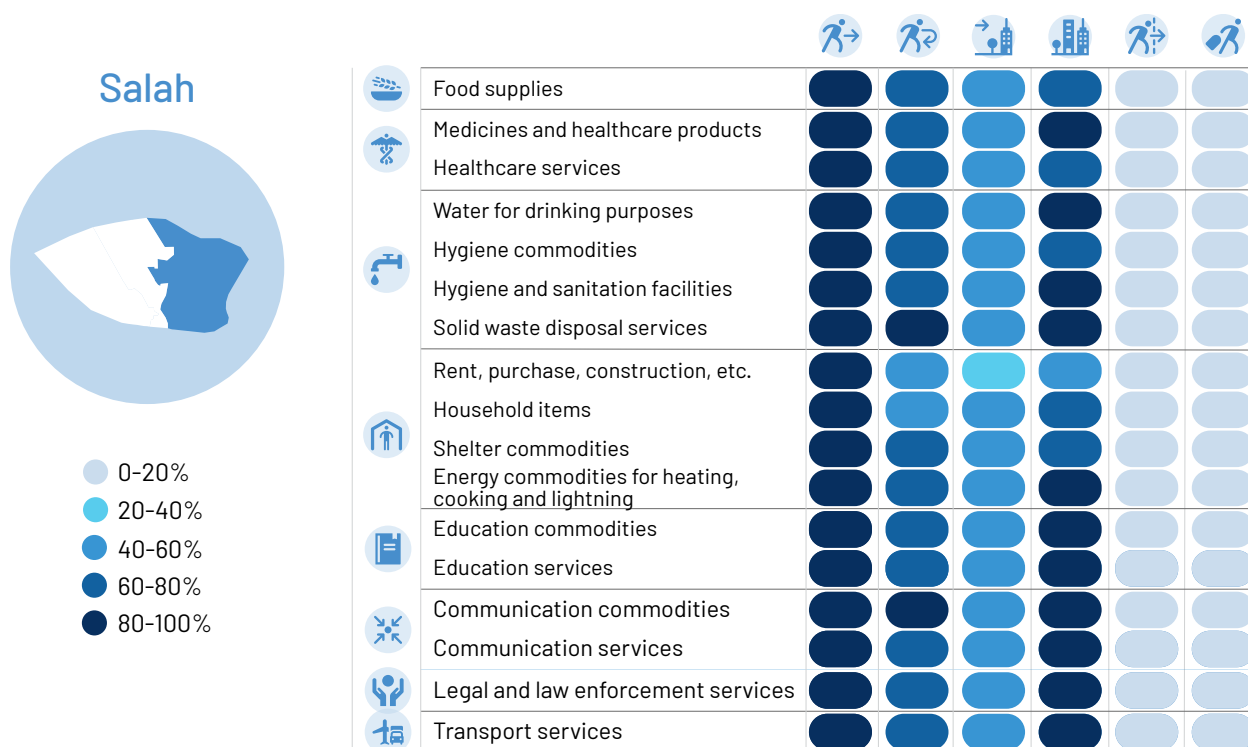 Salah
0-20%
20-40%
40-60%
60-80%
80-100%
Food supplies
Medicines and healthcare products
Healthcare services
Water for drinking purposes
Hygiene commodities
Hygiene and sanitation facilities
Solid waste disposal services
Rent, purchase, construction, etc.
Household items
Shelter commodities
Energy commodities for heating,
cooking and lightning
Education commodities
Education services
Communication commodities
Communication services
Legal and law enforcement services
Transport services